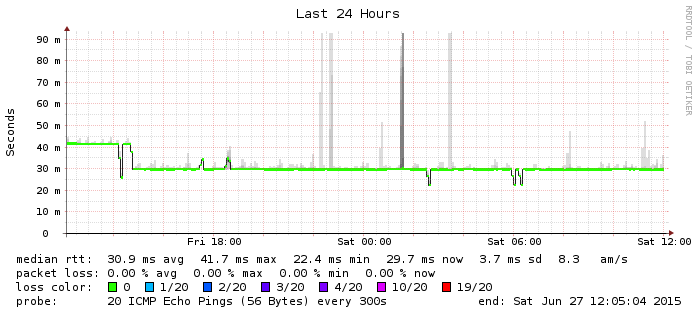 Last 24 Hours
RRDTOOL / TOBI OETIKER
Seconds
90 m
80 m
70 m
60 m
50 m
40 m
30 m
20 m
10 m
0
Fri 18:00 Sat 00:00 Sat 06:00 Sat 12:00
median rtt: 30.9 ms avg 41.7 ms max 22.4 ms min 29.7 ms now 3.7 ms sd 8.3 am/s
packet loss: 0.00 % avg 0.00 % max 0.00 % min 0.00 % now
loss color: 0 1/20 2/20 3/20 4/20 10/20 19/20
probe: 20 ICMP Echo Pings (56 Bytes) every 300s end: Sat Jun 27 12:05:04 2015